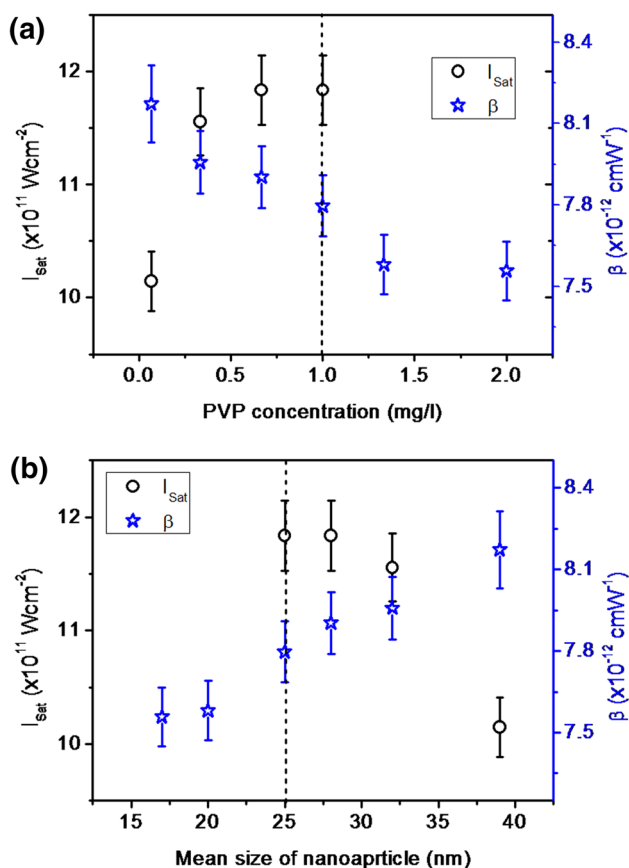 (a)
12
11
10
I_Sat (x10^11 Wcm^-2)
I_Sat
β
8.4
8.1
7.8
7.5
β (x10^-12 cmW^-1)
0.0 0.5 1.0 1.5 2.0
PVP concentration (mg/l)
(b)
12
11
10
I_sat (x10^11 Wcm^-2)
I_Sat
β
8.4
8.1
7.8
7.5
β (x10^-12 cmW^-1)
15 20 25 30 35 40
Mean size of nanoaprticle (nm)